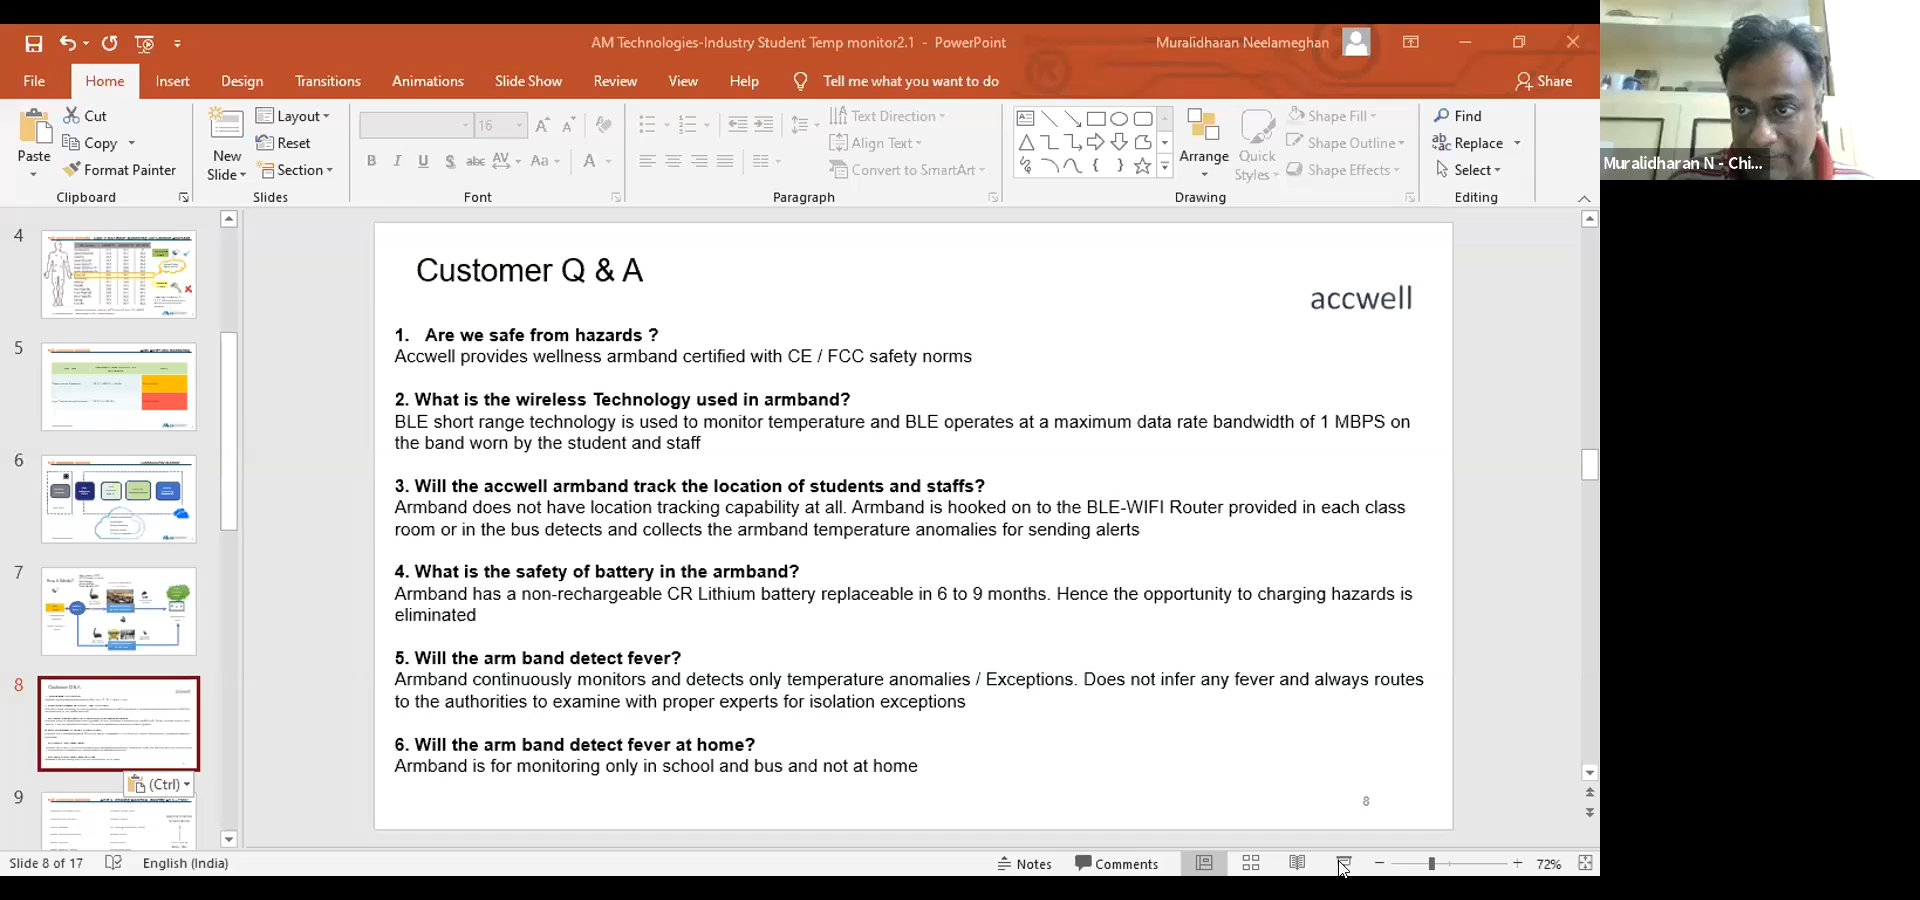 AM Technologies-Industry Student Temp monitor2.1 - PowerPoint
Muralidharan Neelameghan
File Home Insert Design Transitions Animations Slide Show Review View Help Tell me what you want to do Share
Paste
Cut
Copy
Format Painter
Clipboard
New Slide
Layout
Reset
Section
Slides
16
B I U S abc AV Aa A
Font
Text Direction
Align Text
Convert to SmartArt
Paragraph
Arrange
Quick Styles
Shape Fill
Shape Outline
Shape Effects
Drawing
Find
Replace
Select
Editing
Muralidharan N - Chi...
4
5
6
7
8
(Ctrl)
9
Customer Q & A
accwell
1. Are we safe from hazards ?
Accwell provides wellness armband certified with CE / FCC safety norms
2. What is the wireless Technology used in armband?
BLE short range technology is used to monitor temperature and BLE operates at a maximum data rate bandwidth of 1 MBPS on
the band worn by the student and staff
3. Will the accwell armband track the location of students and staffs?
Armband does not have location tracking capability at all. Armband is hooked on to the BLE-WIFI Router provided in each class
room or in the bus detects and collects the armband temperature anomalies for sending alerts
4. What is the safety of battery in the armband?
Armband has a non-rechargeable CR Lithium battery replaceable in 6 to 9 months. Hence the opportunity to charging hazards is
eliminated
5. Will the arm band detect fever?
Armband continuously monitors and detects only temperature anomalies / Exceptions. Does not infer any fever and always routes
to the authorities to examine with proper experts for isolation exceptions
6. Will the arm band detect fever at home?
Armband is for monitoring only in school and bus and not at home
8
Slide 8 of 17
English (India)
Notes
Comments
72%